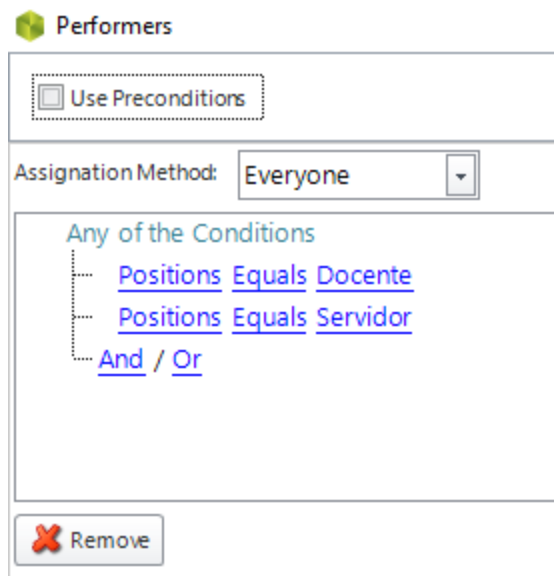 Performers
Use Preconditions
Assignation Method: Everyone
Any of the Conditions
Positions Equals Docente
Positions Equals Servidor
And / Or
Remove